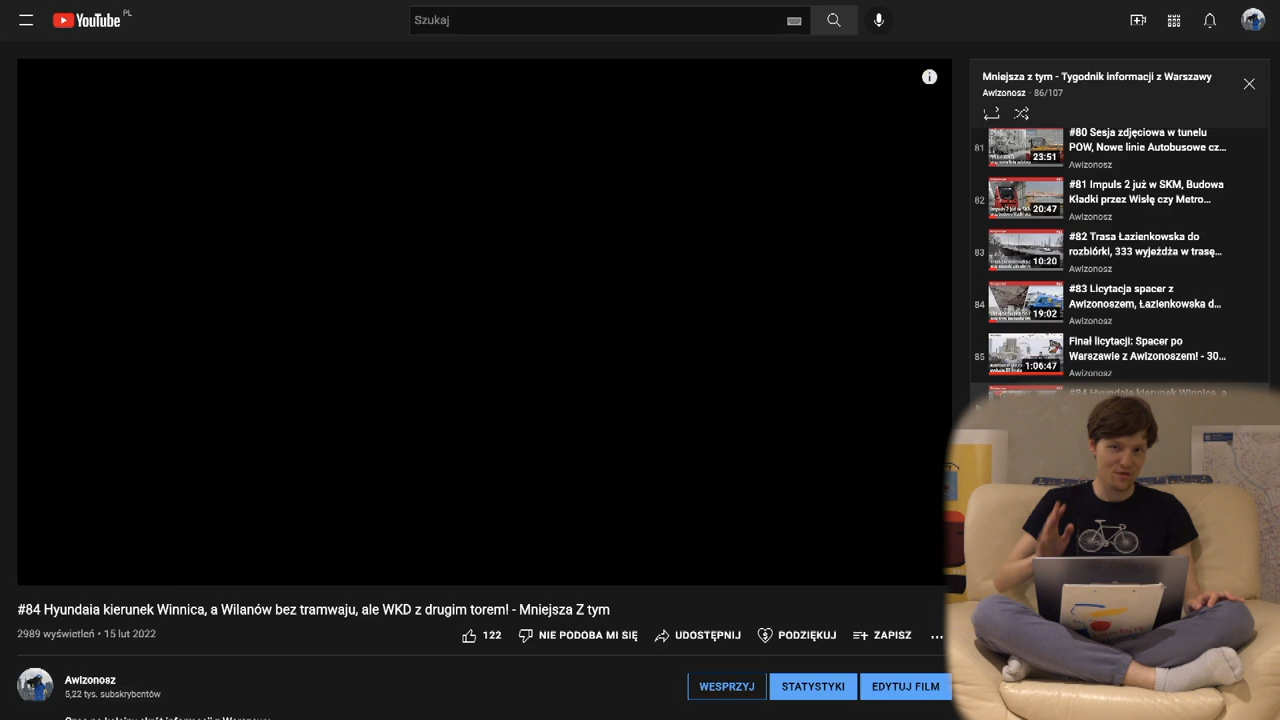 YouTube PL
Szukaj
Mniejsza z tym - Tygodnik informacji z Warszawy
Awizonosz - 86/107
81
23:51
#80 Sesja zdjęciowa w tunelu
POW, Nowe linie Autobusowe cz...
Awizonosz
82
20:47
#81 Impuls 2 już w SKM, Budowa
Kładki przez Wisłę czy Metro...
Awizonosz
83
10:20
#82 Trasa Łazienkowska do
rozbiórki, 333 wyjeżdża w trasę...
Awizonosz
84
19:02
#83 Licytacja spacer z
Awizonoszem, Łazienkowska d...
Awizonosz
85
1:06:47
Finał licytacji: Spacer po
Warszawie z Awizonoszem! - 30...
Awizonosz
#84 Hyundaie kierunek Winnica, a
#84 Hyundaia kierunek Winnica, a Wilanów bez tramwaju, ale WKD z drugim torem! - Mniejsza Z tym
2989 wyświetleń • 15 lut 2022
122
NIE PODOBA MI SIĘ
UDOSTĘPNIJ
PODZIĘKUJ
ZAPISZ
...
Awizonosz
5,22 tys. subskrybentów
WESPRZYJ
STATYSTYKI
EDYTUJ FILM